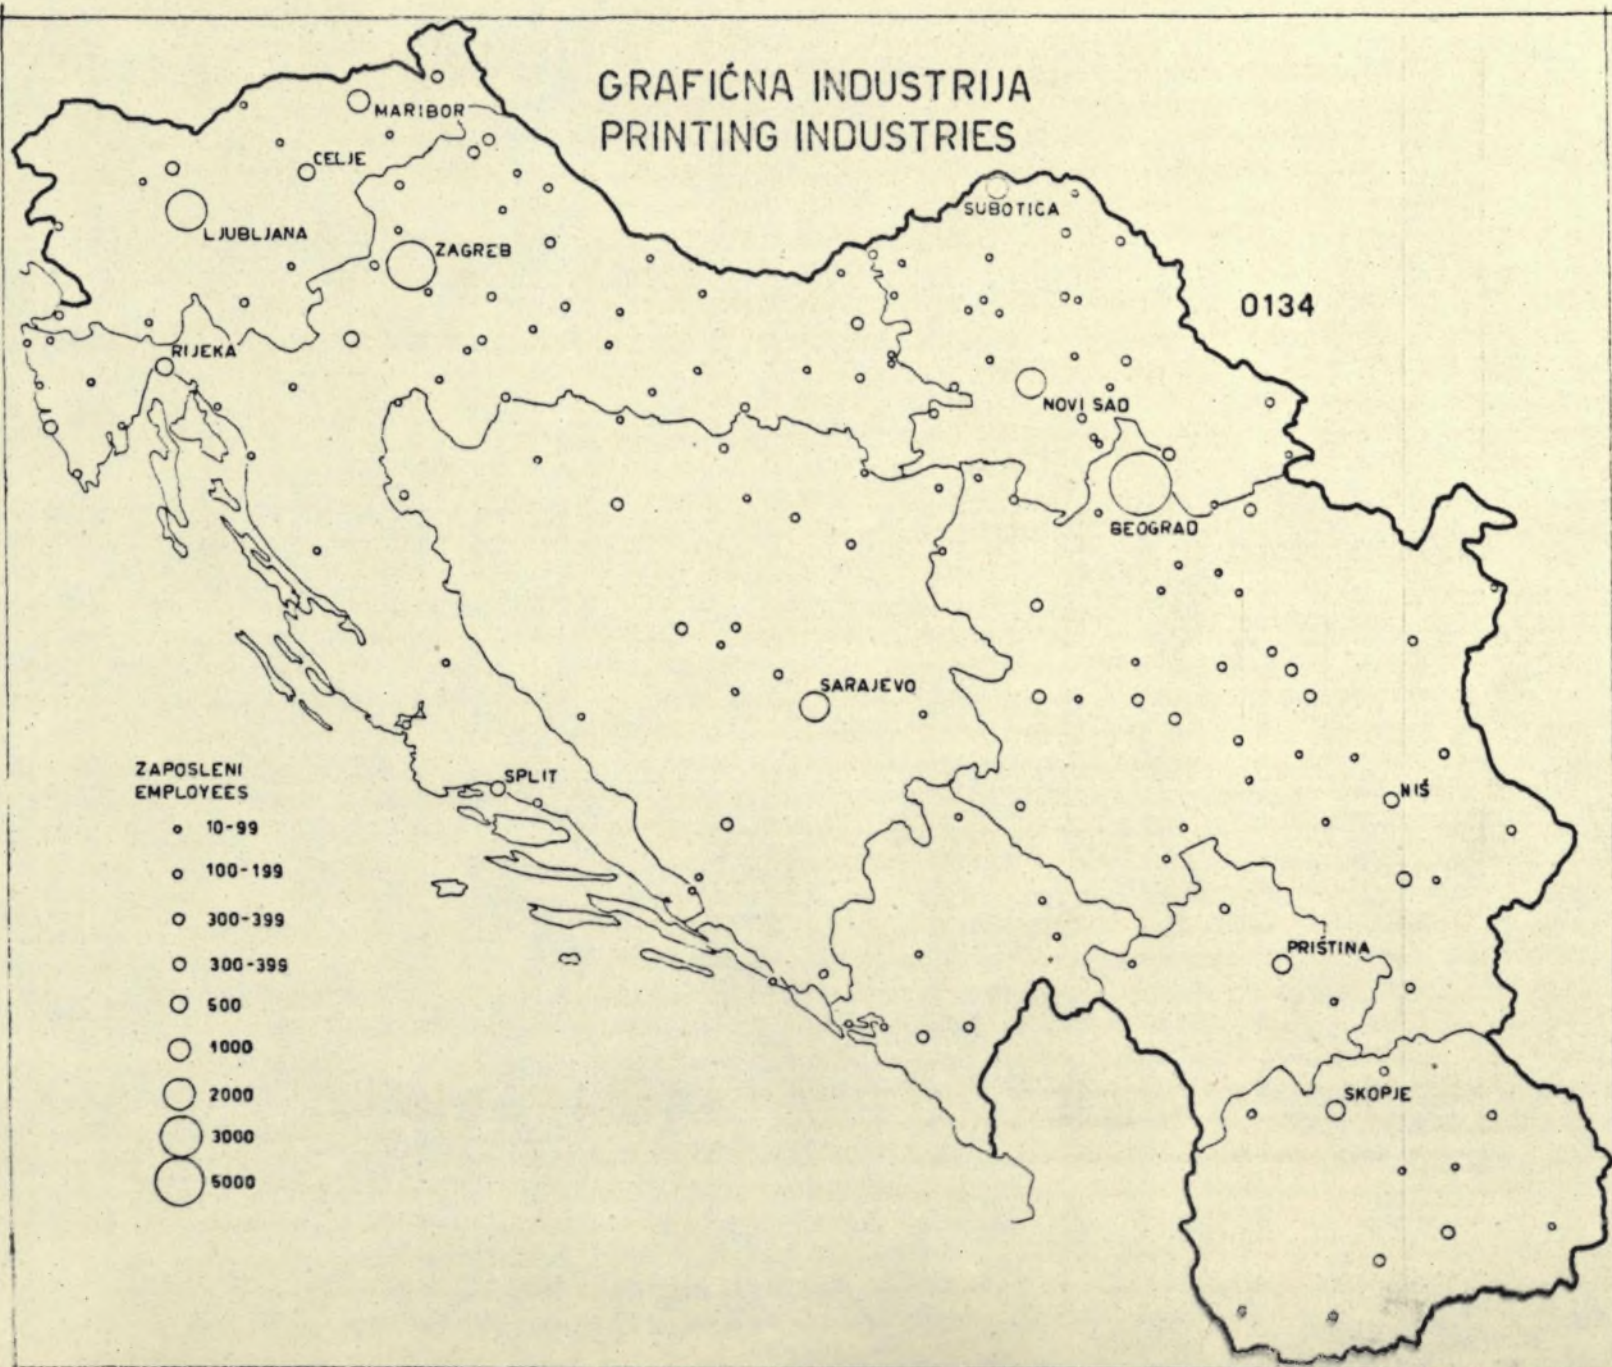 GRAFIĆNA INDUSTRIJA
PRINTING INDUSTRIES
MARIBOR
CELJE
LJUBLJANA
ZAGREB
SUBOTICA
0134
RIJEKA
NOVI SAD
BEOGRAD
SARAJEVO
SPLIT
NIŠ
PRIŠTINA
SKOPJE
ZAPOSLENI
EMPLOYEES
10-99
100-199
300-399
300-399
500
1000
2000
3000
5000